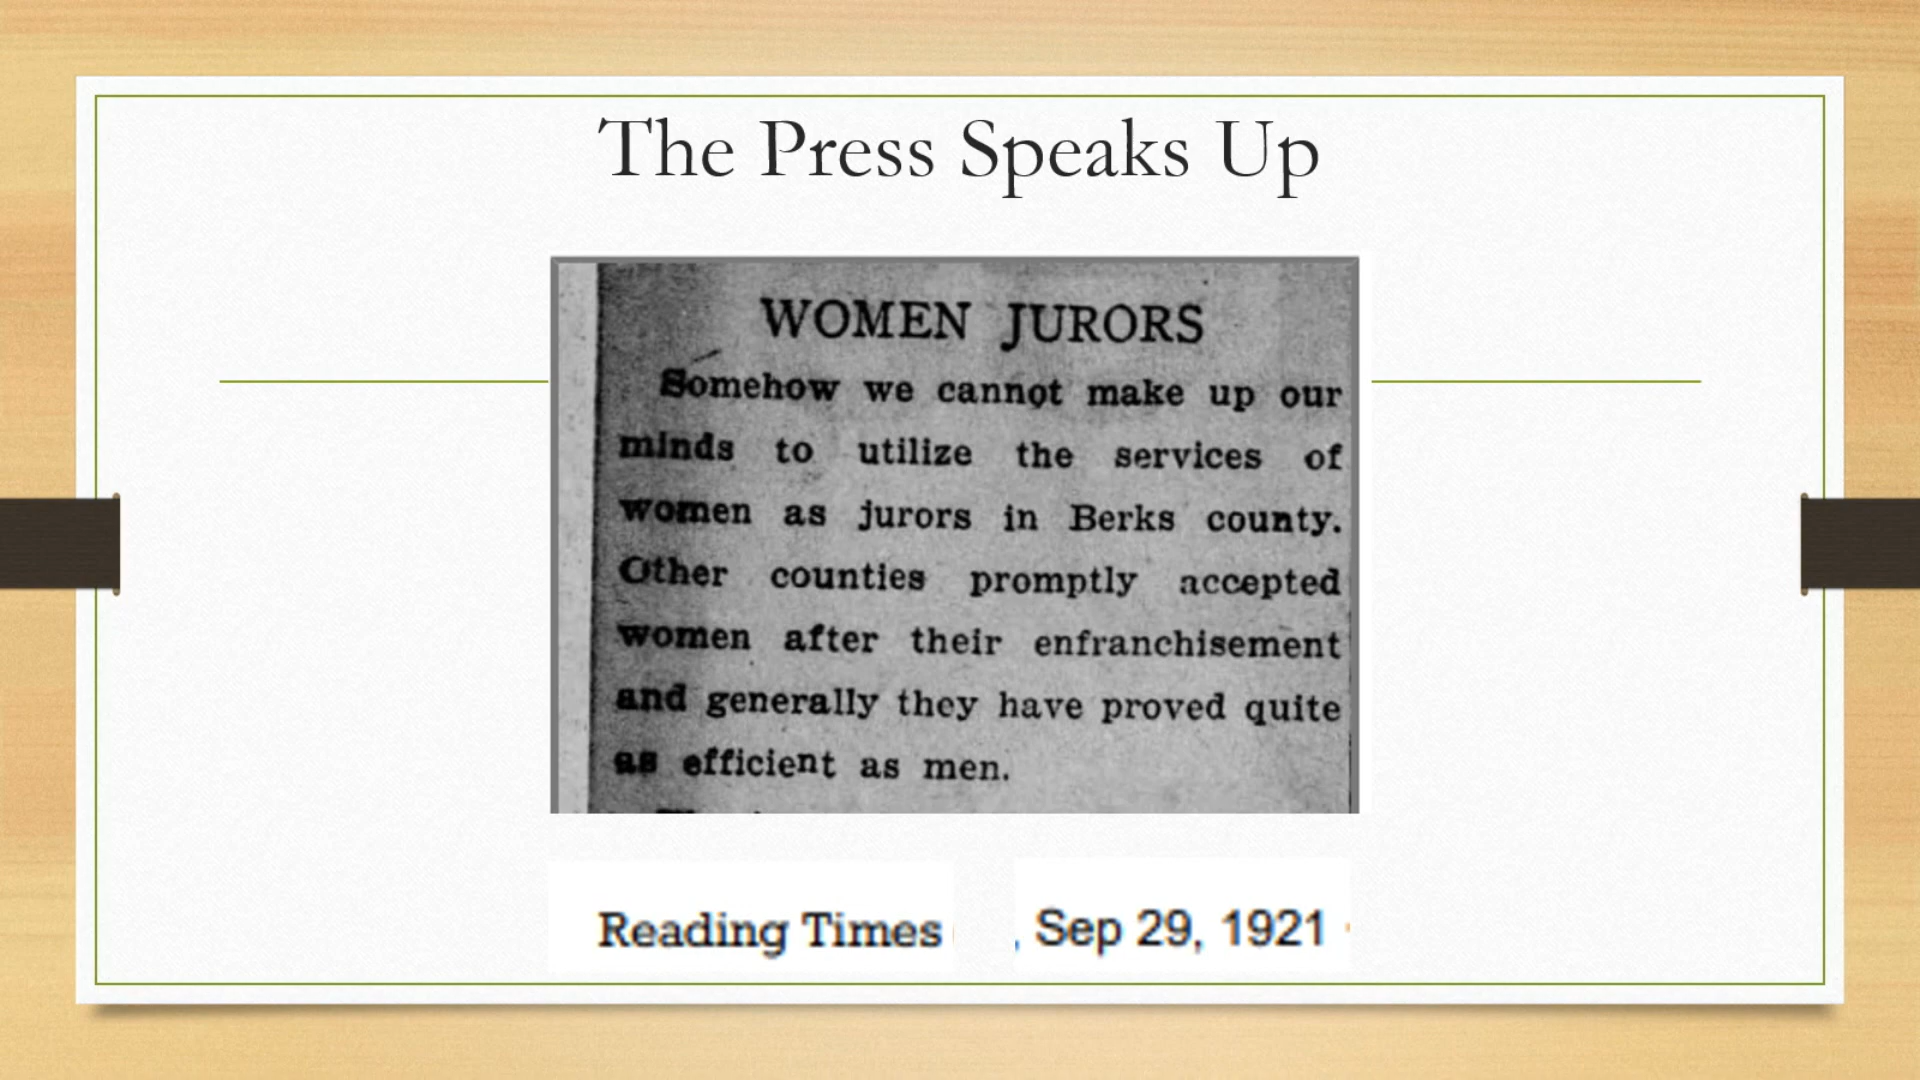 The Press Speaks Up
WOMEN JURORS
Somehow we cannot make up our
minds to utilize the services of
women as jurors in Berks county.
Other counties promptly accepted
women after their enfranchisement
and generally they have proved quite
as efficient as men.
Reading Times , Sep 29, 1921